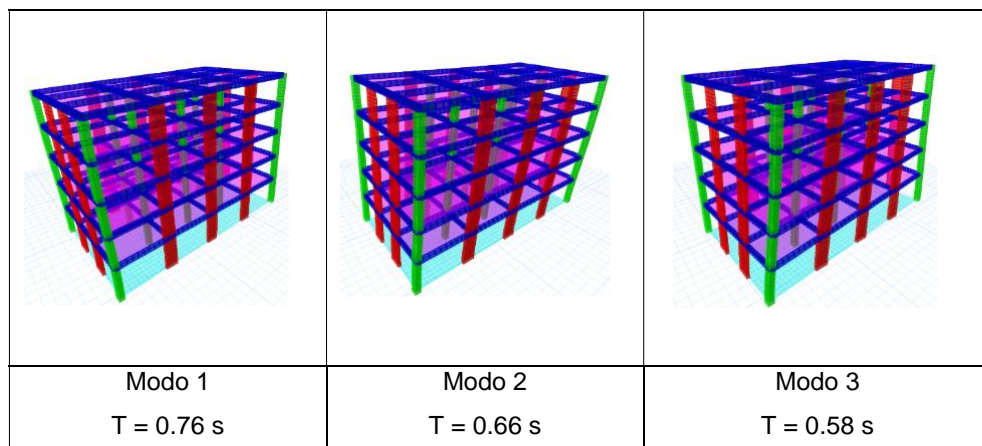 Modo 1
T = 0.76 s
Modo 2
T = 0.66 s
Modo 3
T = 0.58 s